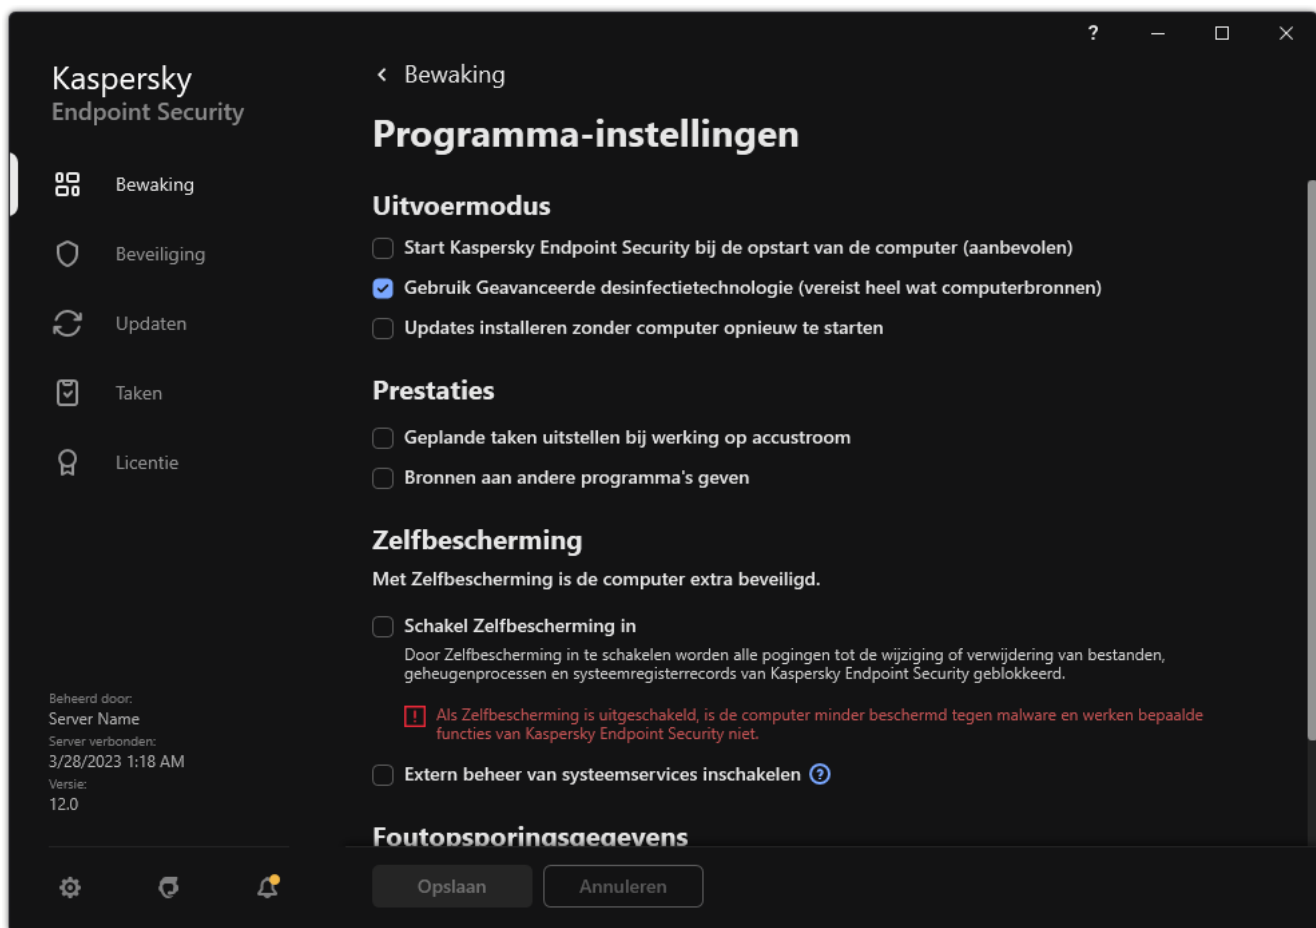 ?
Kaspersky
Endpoint Security
Bewaking
Beveiliging
Updaten
Taken
Licentie
Beheerd door:
Server Name
Server verbonden:
3/28/2023 1:18 AM
Versie:
12.0
Bewaking
Programma-instellingen
Uitvoermodus
Start Kaspersky Endpoint Security bij de opstart van de computer (aanbevolen)
Gebruik Geavanceerde desinfectietechnologie (vereist heel wat computerbronnen)
Updates installeren zonder computer opnieuw te starten
Prestaties
Geplande taken uitstellen bij werking op accustroom
Bronnen aan andere programma's geven
Zelfbescherming
Met Zelfbescherming is de computer extra beveiligd.
Schakel Zelfbescherming in
Door Zelfbescherming in te schakelen worden alle pogingen tot de wijziging of verwijdering van bestanden,
geheugenprocessen en systeemregisterrecords van Kaspersky Endpoint Security geblokkeerd.
Als Zelfbescherming is uitgeschakeld, is de computer minder beschermd tegen malware en werken bepaalde
functies van Kaspersky Endpoint Security niet.
Extern beheer van systeemservices inschakelen ?
Foutopsporingsgegevens
Opslaan
Annuleren